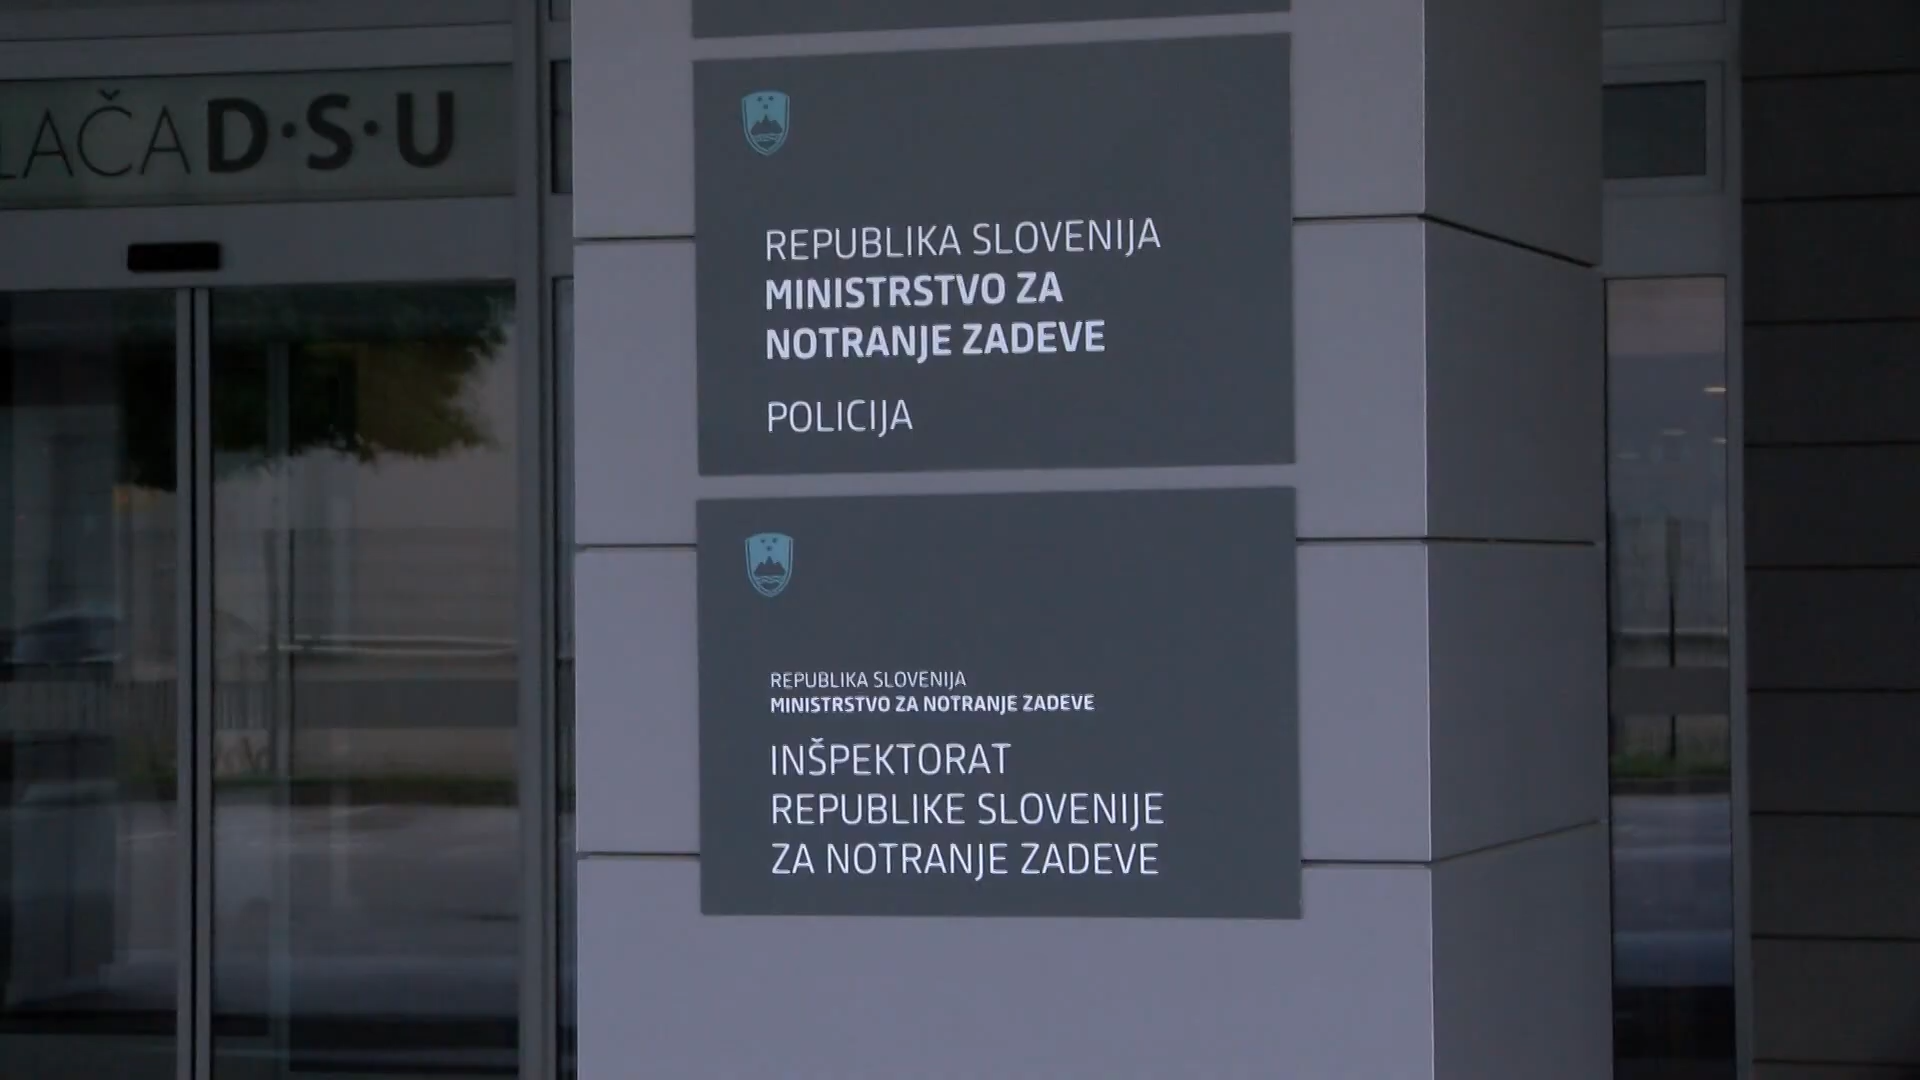 D·S·U
REPUBLIKA SLOVENIJA
MINISTRSTVO ZA
NOTRANJE ZADEVE
POLICIJA
REPUBLIKA SLOVENIJA
MINISTRSTVO ZA NOTRANJE ZADEVE
INŠPEKTORAT
REPUBLIKE SLOVENIJE
ZA NOTRANJE ZADEVE